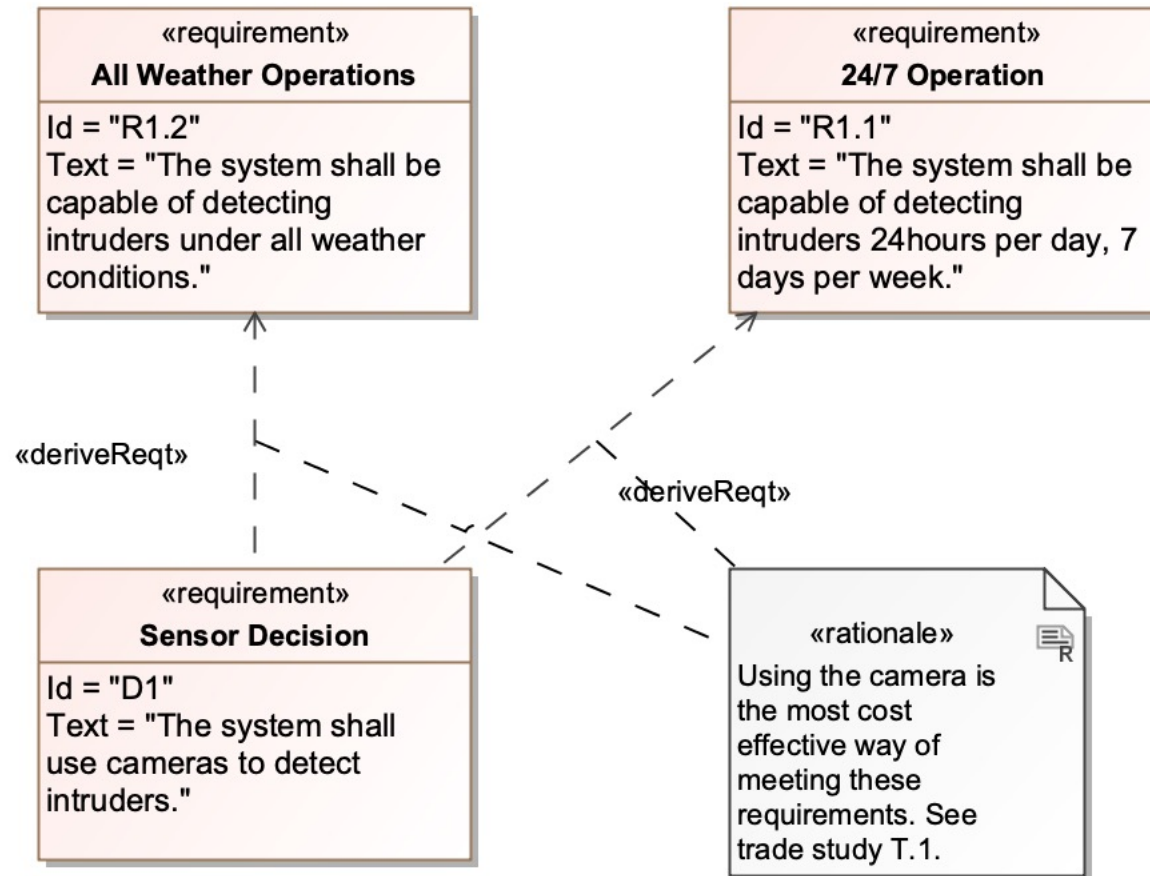 «requirement»
All Weather Operations
Id = "R1.2"
Text = "The system shall be
capable of detecting
intruders under all weather
conditions."
«requirement»
24/7 Operation
Id = "R1.1"
Text = "The system shall be
capable of detecting
intruders 24hours per day, 7
days per week."
«deriveReqt»
«deriveReqt»
«requirement»
Sensor Decision
Id = "D1"
Text = "The system shall
use cameras to detect
intruders."
«rationale»
R
Using the camera is
the most cost
effective way of
meeting these
requirements. See
trade study T.1.